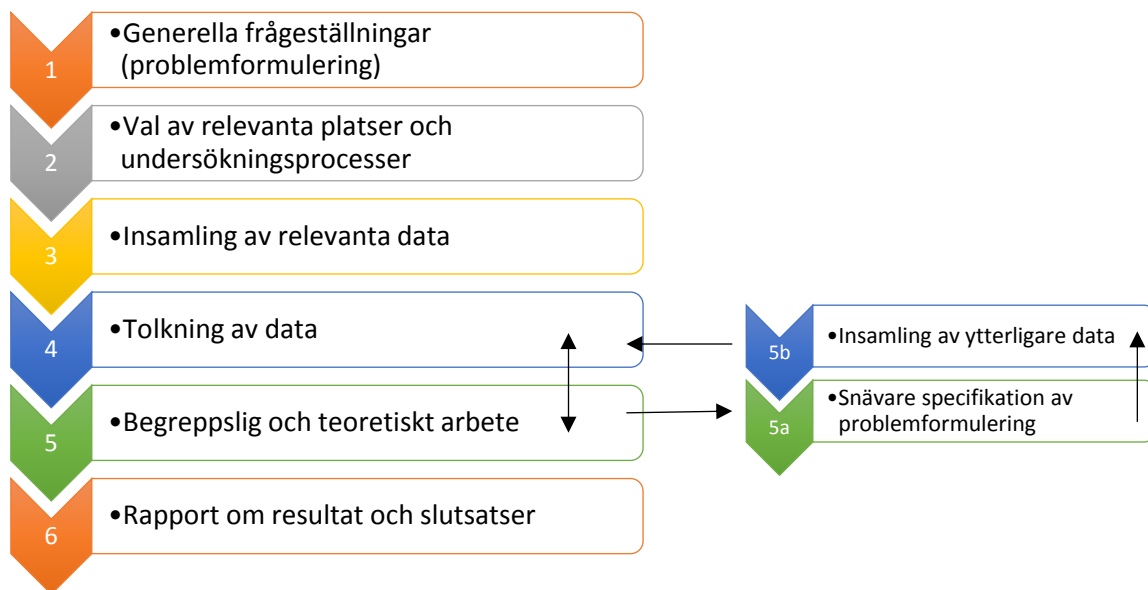 1
•Generella frågeställningar
(problemformulering)
2
•Val av relevanta platser och
undersökningsprocesser
3
•Insamling av relevanta data
4
•Tolkning av data
5
•Begreppslig och teoretiskt arbete
6
•Rapport om resultat och slutsatser
5b
•Insamling av ytterligare data
5a
•Snävare specifikation av
problemformulering